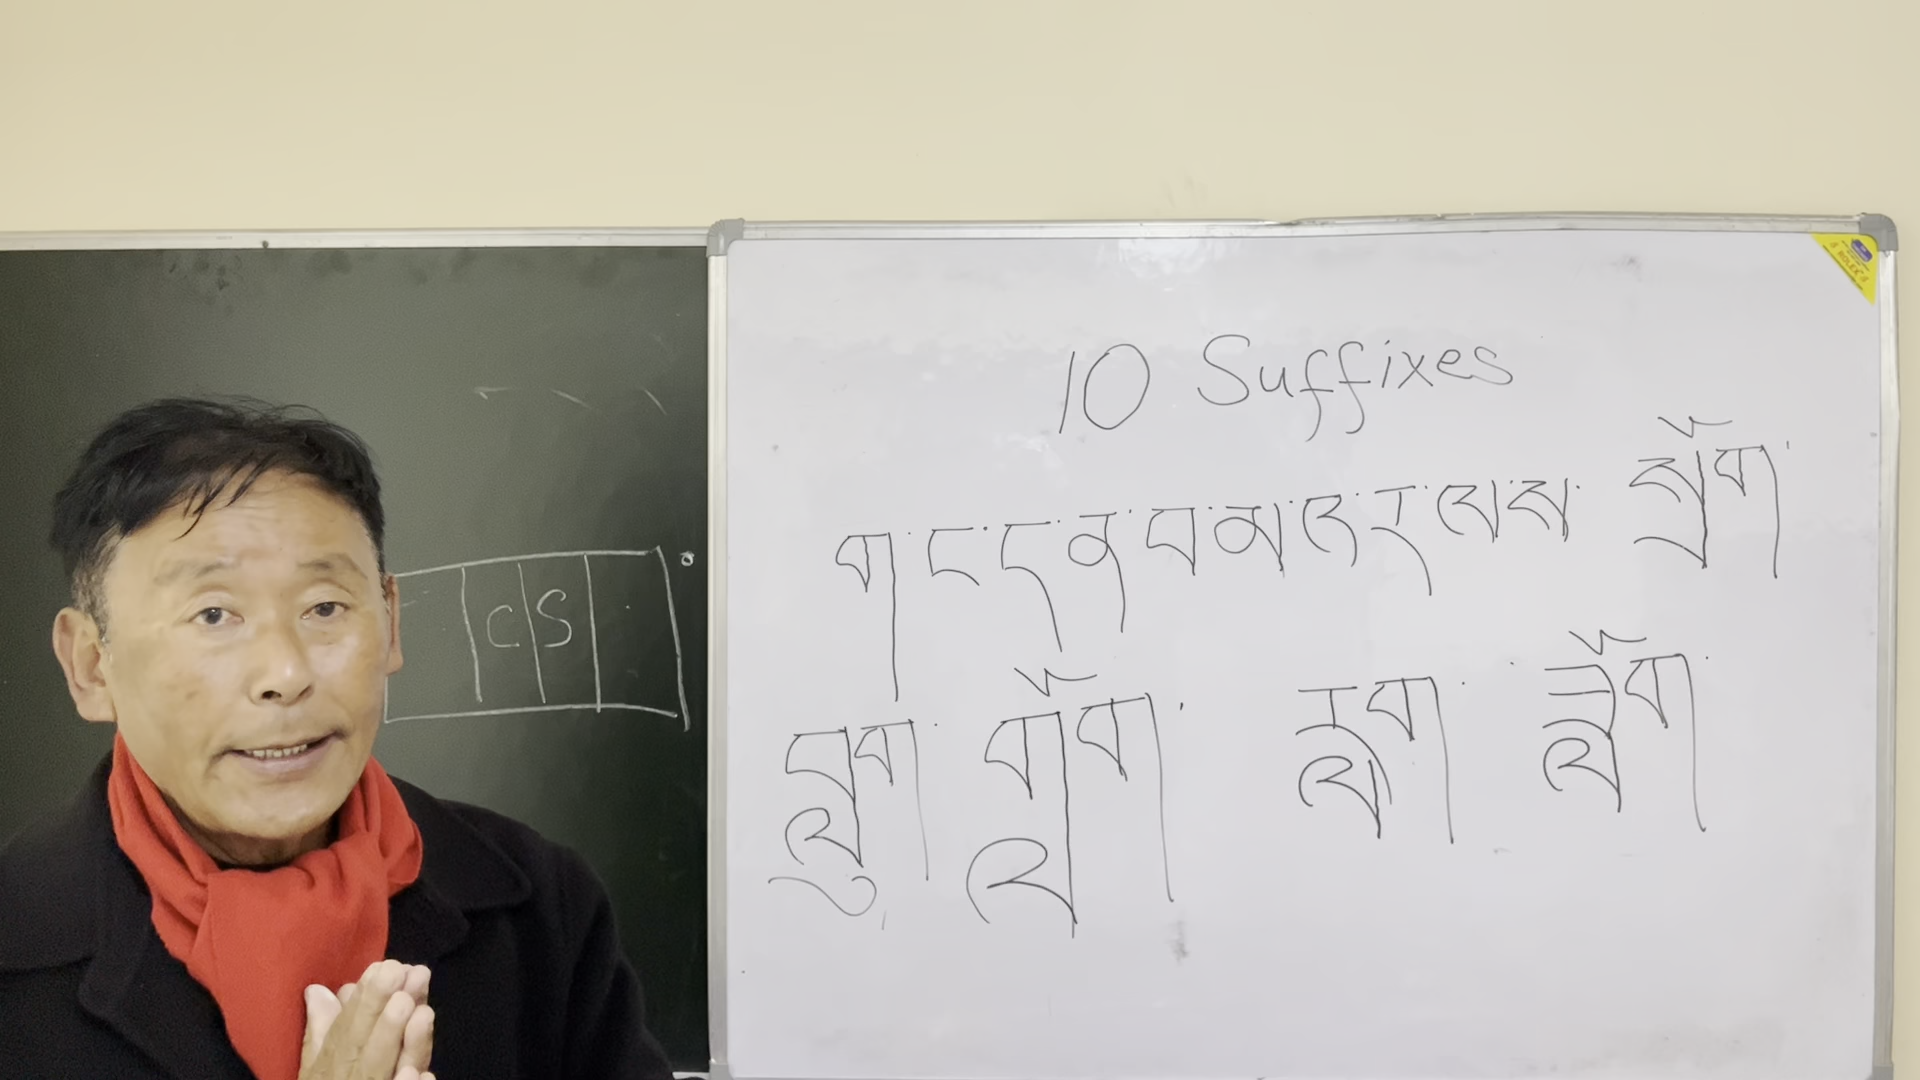 10 Suffixes
ག་ང་ད་ན་བ་མ་འ་ར་ལ་ས་ སྲོག་
བླུག་ གློག་ རླག་ ཟློག་
C S